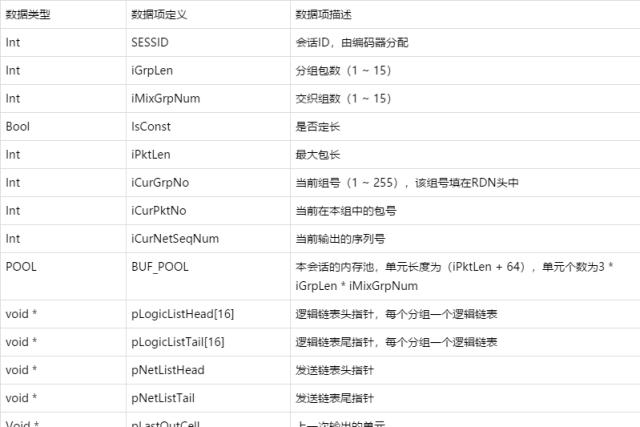 数据类型 数据项定义 数据项描述
Int SESSID 会话ID，由编码器分配
Int iGrpLen 分组包数（1 ~ 15）
Int iMixGrpNum 交织组数（1 ~ 15）
Bool IsConst 是否定长
Int iPktLen 最大包长
Int iCurGrpNo 当前组号（1 ~ 255），该组号填在RDN头中
Int iCurPktNo 当前在本组中的包号
Int iCurNetSeqNum 当前输出的序列号
POOL BUF_POOL 本会话的内存池，单元长度为（iPktLen + 64），单元个数为3 *
iGrpLen * iMixGrpNum
void * pLogicListHead[16] 逻辑链表头指针，每个分组一个逻辑链表
void * pLogicListTail[16] 逻辑链表尾指针，每个分组一个逻辑链表
void * pNetListHead 发送链表头指针
void * pNetListTail 发送链表尾指针
Void * pLastOutCell 上一次输出的单元